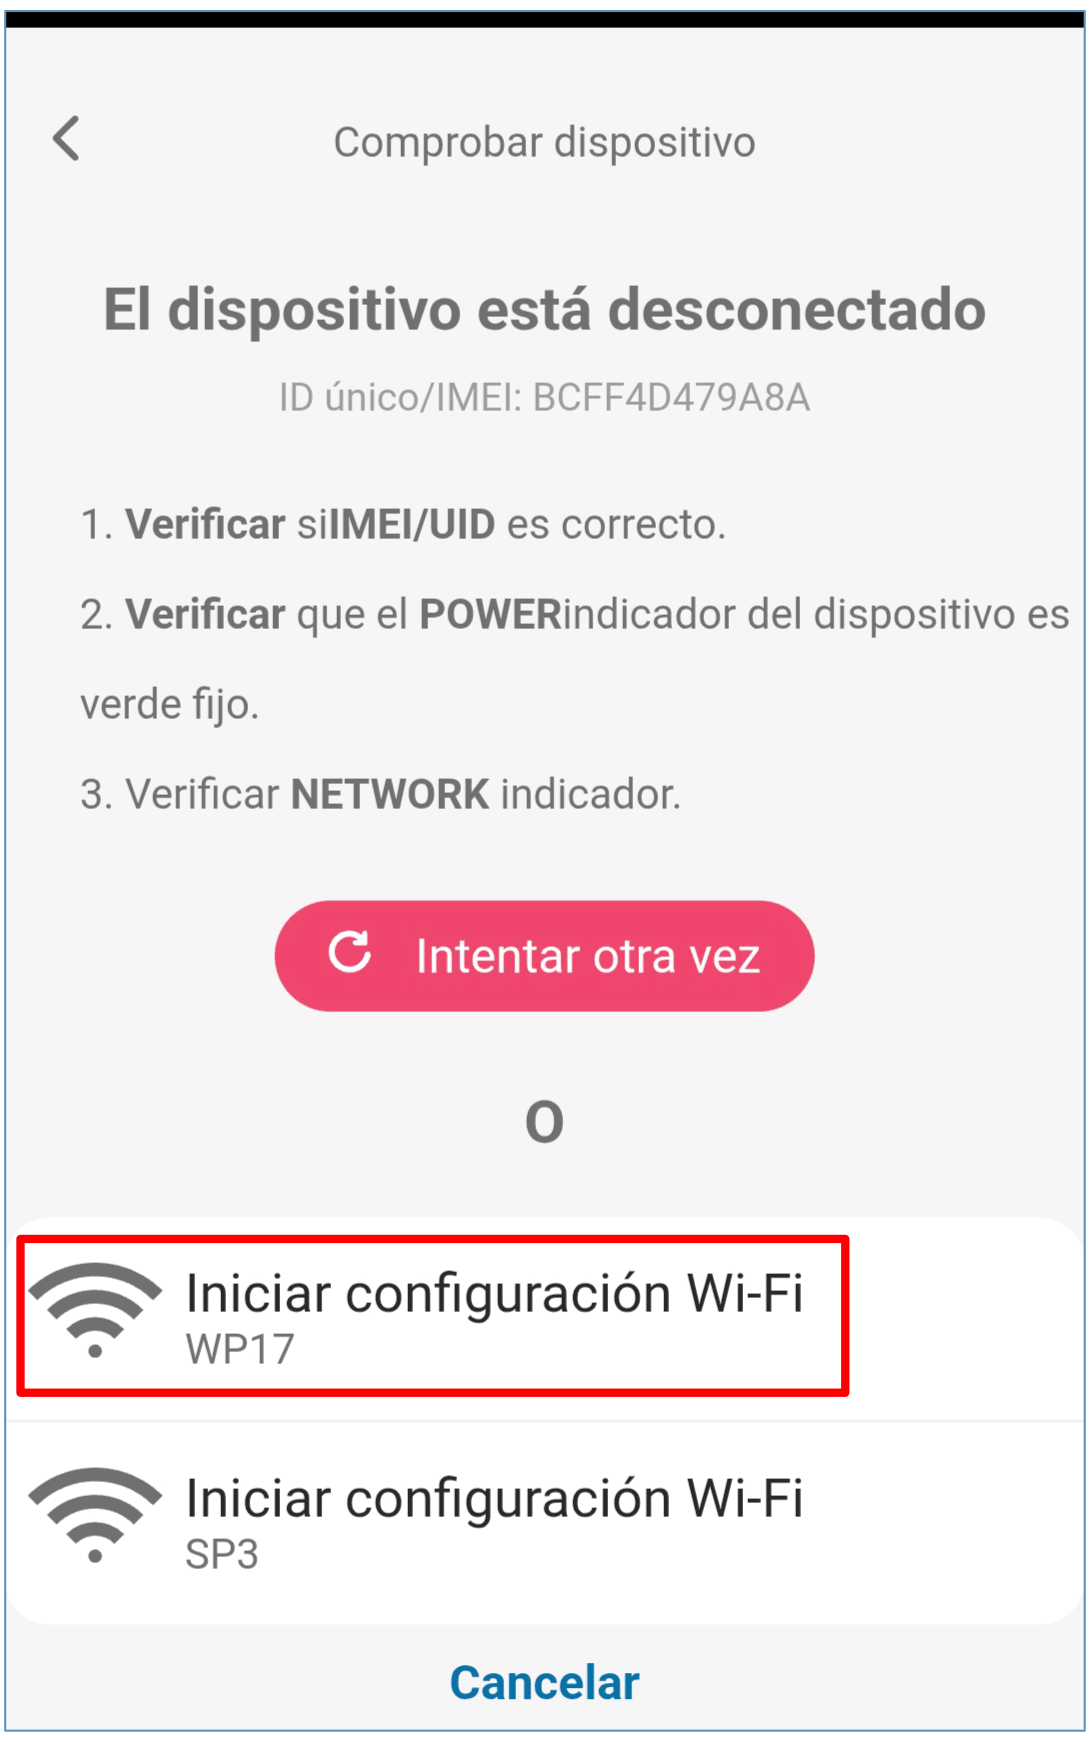 Comprobar dispositivo
El dispositivo está desconectado
ID único/IMEI: BCFF4D479A8A
1. Verificar siIMEI/UID es correcto.
2. Verificar que el POWERindicador del dispositivo es
verde fijo.
3. Verificar NETWORK indicador.
Intentar otra vez
O
Iniciar configuración Wi-Fi
WP17
Iniciar configuración Wi-Fi
SP3
Cancelar